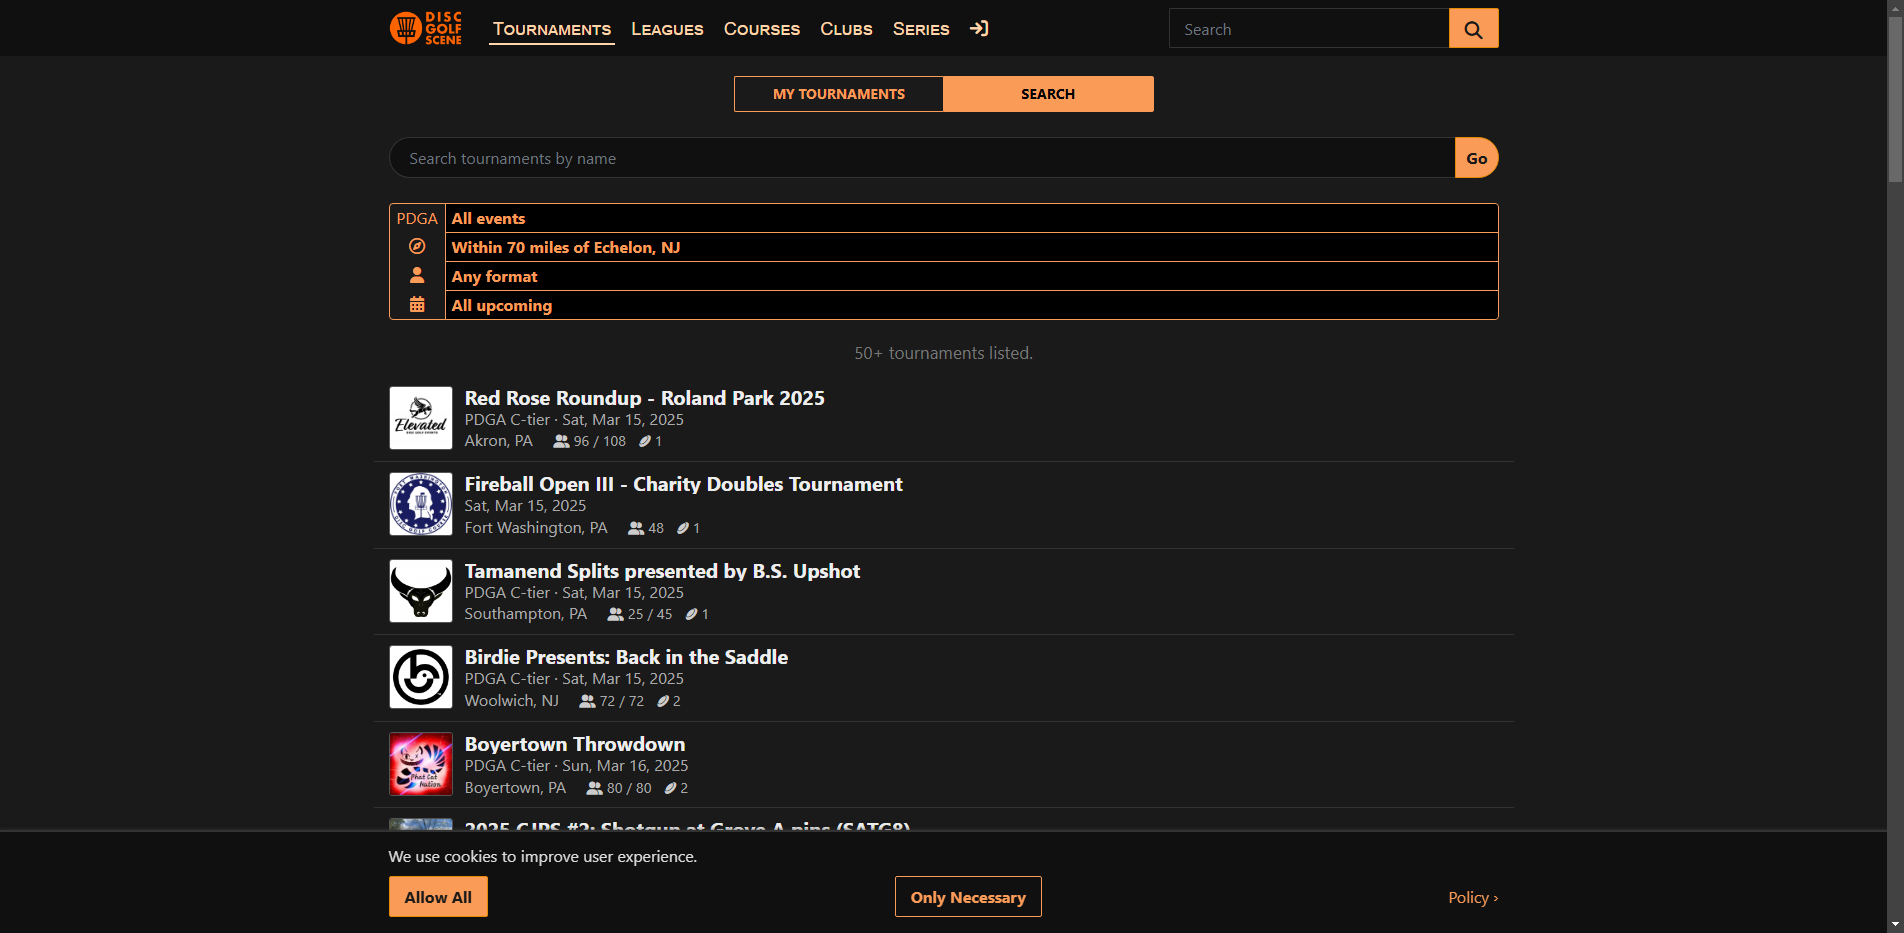 DISC GOLF SCENE
Tournaments Leagues Courses Clubs Series
Search
MY TOURNAMENTS SEARCH
Search tournaments by name Go
PDGA All events
Within 70 miles of Echelon, NJ
Any format
All upcoming
50+ tournaments listed.
Elevated
Red Rose Roundup - Roland Park 2025
PDGA C-tier · Sat, Mar 15, 2025
Akron, PA 96 / 108 1
Fireball Open III - Charity Doubles Tournament
Sat, Mar 15, 2025
Fort Washington, PA 48 1
Tamanend Splits presented by B.S. Upshot
PDGA C-tier · Sat, Mar 15, 2025
Southampton, PA 25 / 45 1
Birdie Presents: Back in the Saddle
PDGA C-tier · Sat, Mar 15, 2025
Woolwich, NJ 72 / 72 2
Phat Cat Nation
Boyertown Throwdown
PDGA C-tier · Sun, Mar 16, 2025
Boyertown, PA 80 / 80 2
We use cookies to improve user experience.
Allow All Only Necessary Policy ›